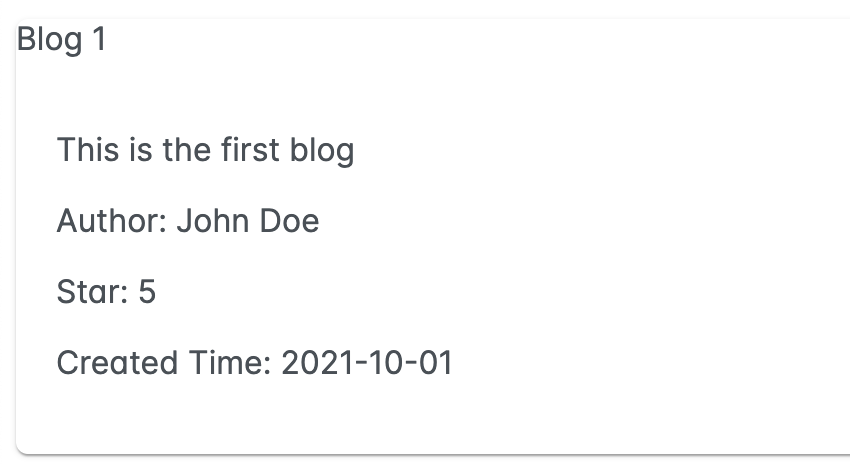 Blog 1
This is the first blog
Author: John Doe
Star: 5
Created Time: 2021-10-01